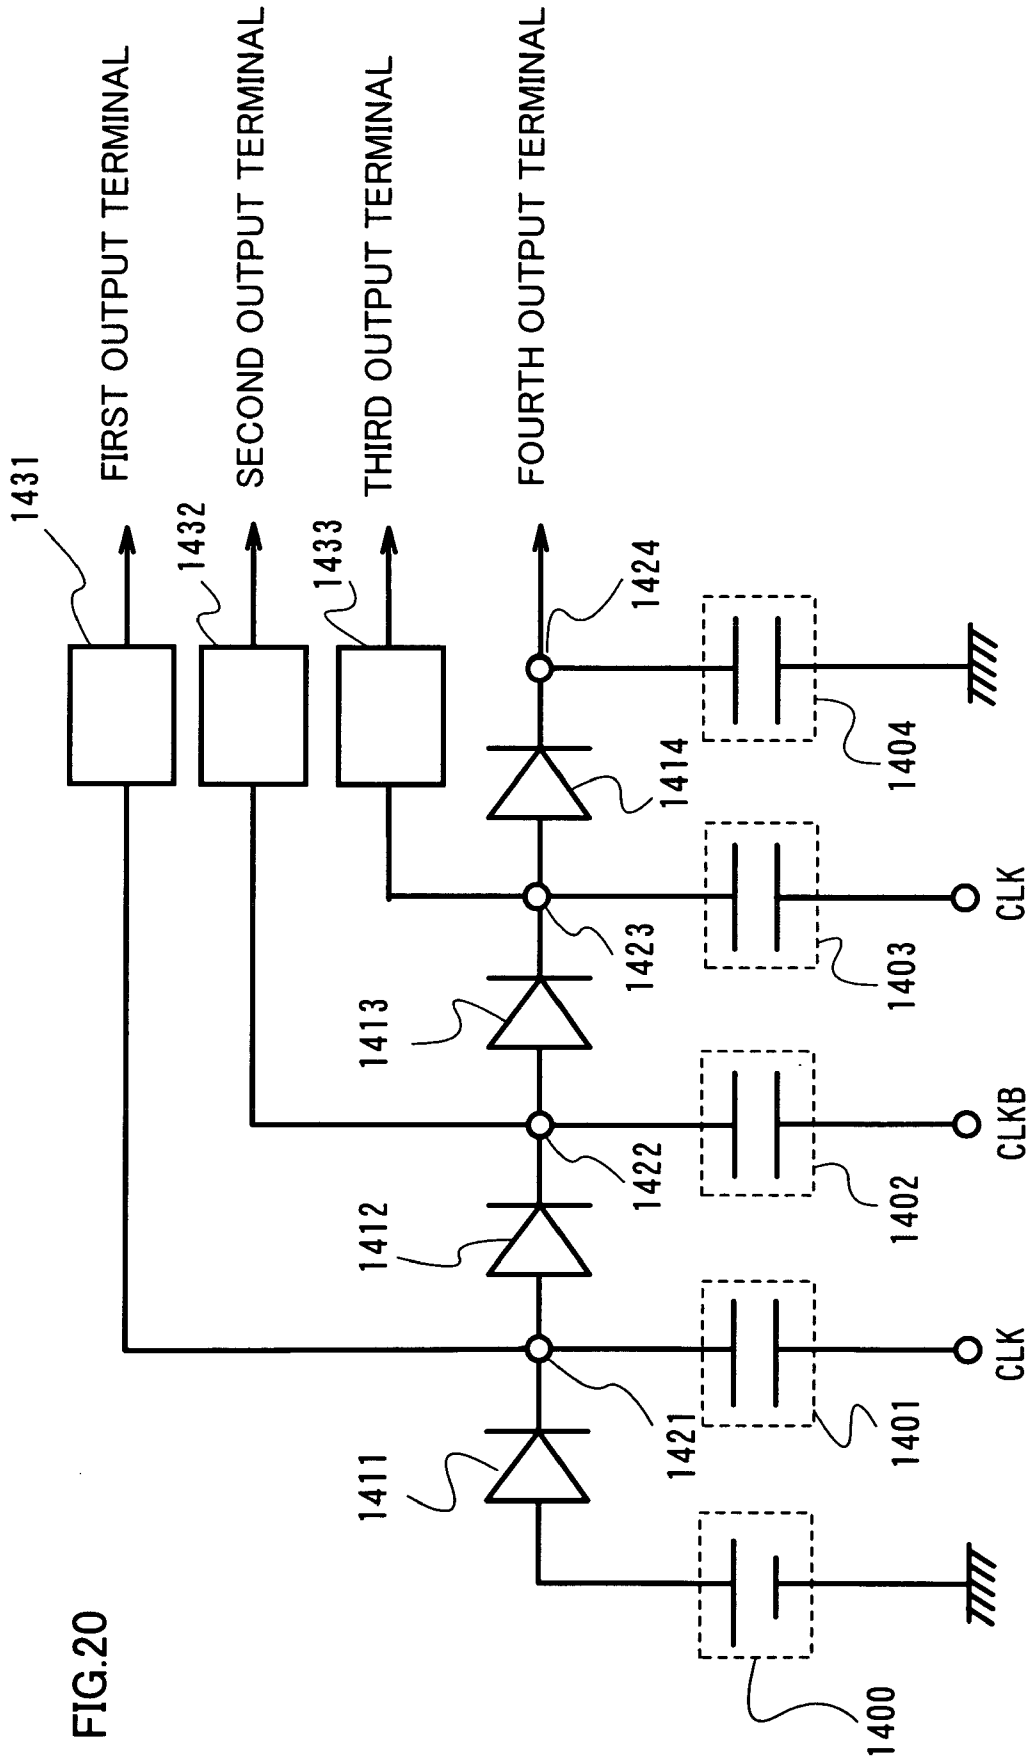 FIG.20
1431
FIRST OUTPUT TERMINAL
1432
SECOND OUTPUT TERMINAL
1433
THIRD OUTPUT TERMINAL
FOURTH OUTPUT TERMINAL
1411
1412
1413
1414
1421
1422
1423
1424
1400
1401
1402
1403
1404
CLK
CLKB
CLK